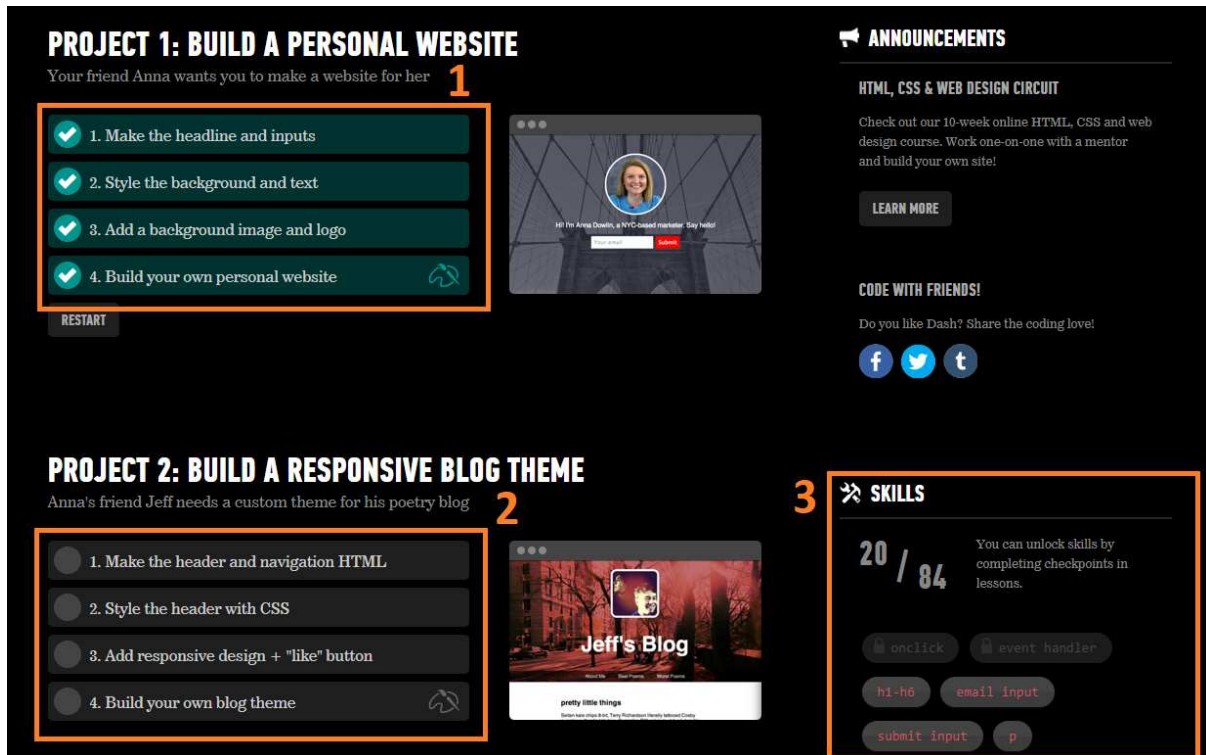 PROJECT 1: BUILD A PERSONAL WEBSITE
Your friend Anna wants you to make a website for her
1
1. Make the headline and inputs
2. Style the background and text
3. Add a background image and logo
4. Build your own personal website
RESTART
Hi! I'm Anna Dowlin, a NYC-based marketer. Say hello!
Your email
Submit
ANNOUNCEMENTS
HTML, CSS & WEB DESIGN CIRCUIT
Check out our 10-week online HTML, CSS and web
design course. Work one-on-one with a mentor
and build your own site!
LEARN MORE
CODE WITH FRIENDS!
Do you like Dash? Share the coding love!
f
t
PROJECT 2: BUILD A RESPONSIVE BLOG THEME
Anna's friend Jeff needs a custom theme for his poetry blog
2
1. Make the header and navigation HTML
2. Style the header with CSS
3. Add responsive design + "like" button
4. Build your own blog theme
Jeff's Blog
About Me Best Poems Worst Poems
pretty little things
3
SKILLS
20 / 84
You can unlock skills by
completing checkpoints in
lessons.
onclick event handler
h1-h6 email input
submit input p